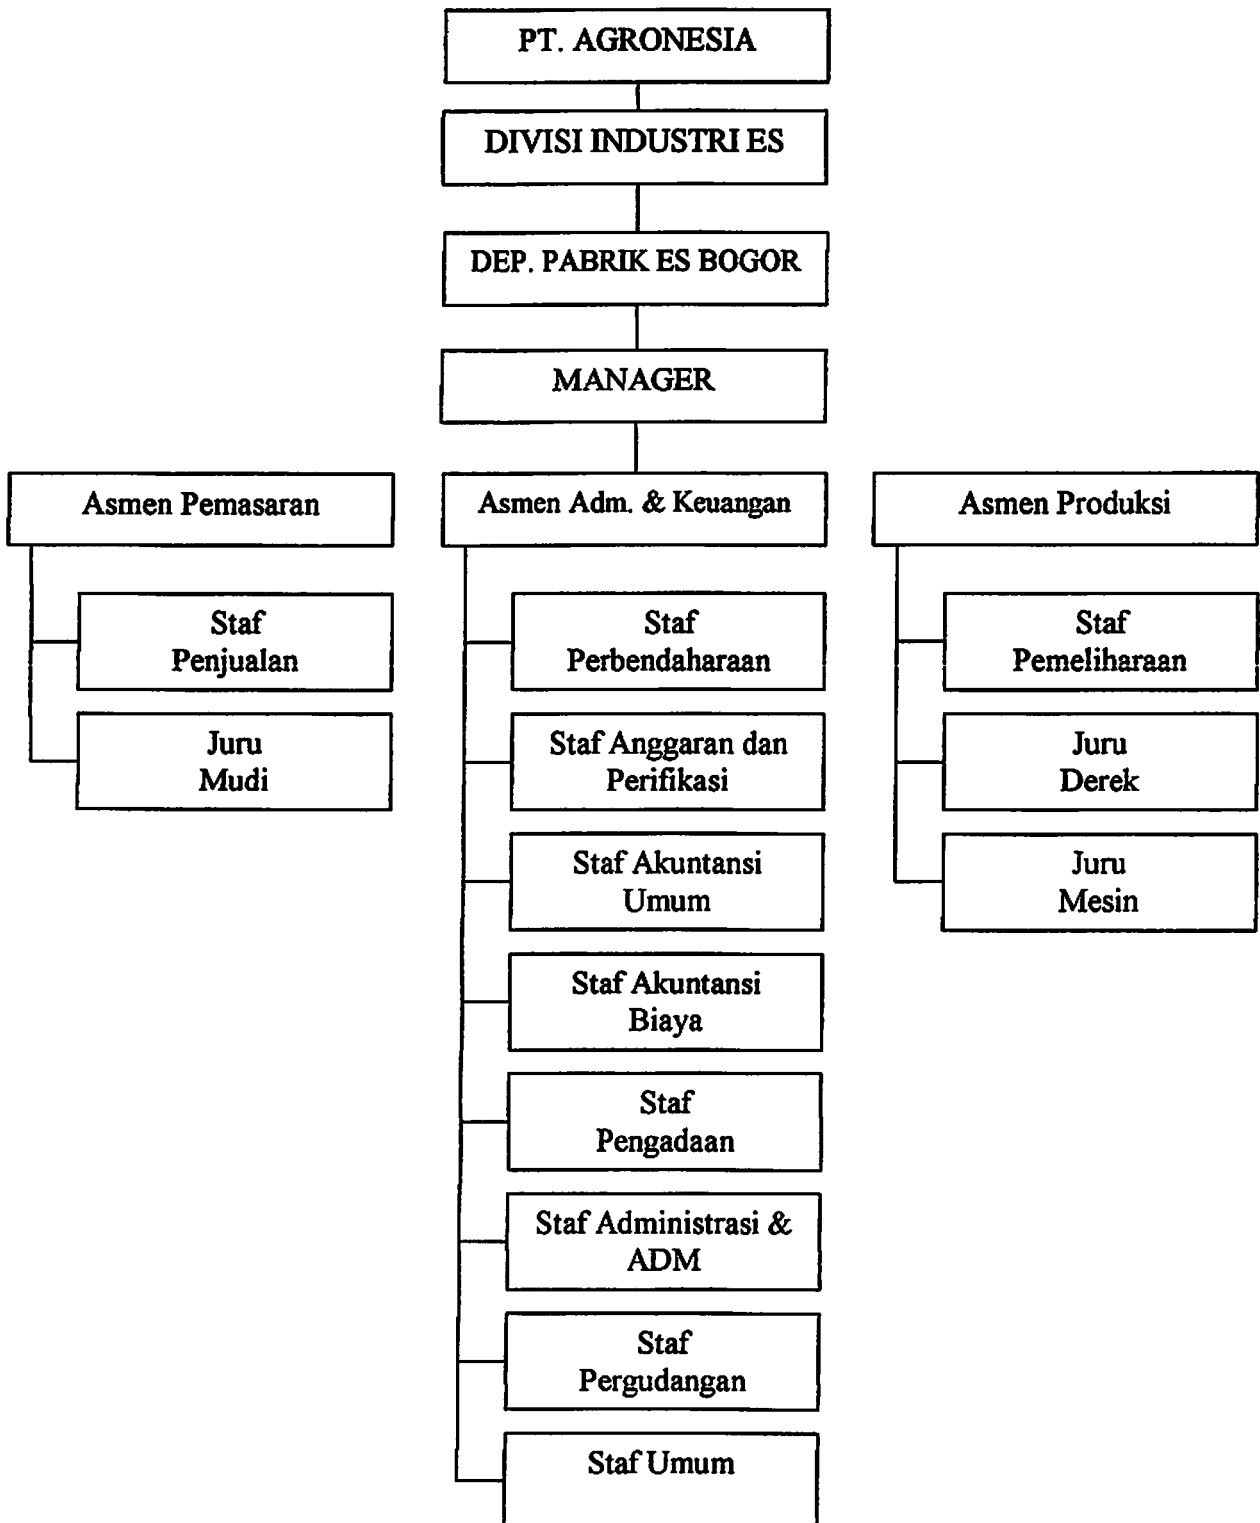 PT. AGRONESIA
DIVISI INDUSTRI ES
DEP. PABRIK ES BOGOR
MANAGER
Asmen Pemasaran
Staf
Penjualan
Juru
Mudi
Asmen Adm. & Keuangan
Staf
Perbendaharaan
Staf Anggaran dan
Perifikasi
Staf Akuntansi
Umum
Staf Akuntansi
Biaya
Staf
Pengadaan
Staf Administrasi &
ADM
Staf
Pergudangan
Staf Umum
Asmen Produksi
Staf
Pemeliharaan
Juru
Derek
Juru
Mesin